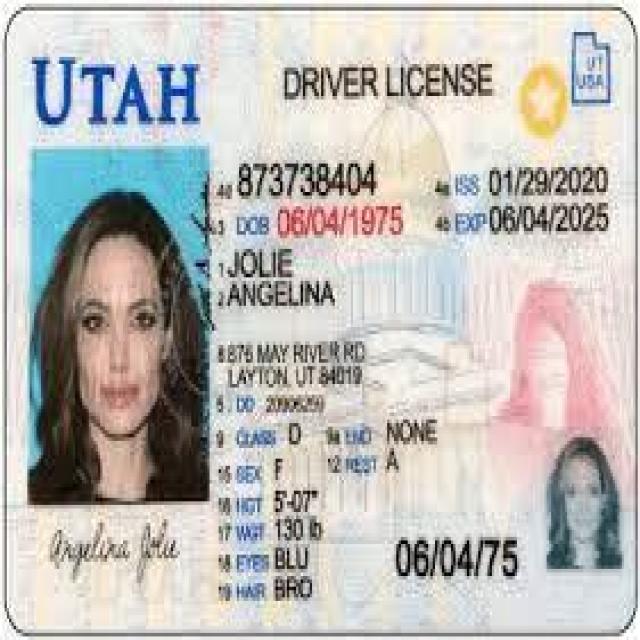 UTAH
DRIVER LICENSE
UT
USA
4d 873738404
4a ISS 01/29/2020
3 DOB 06/04/1975
4b EXP 06/04/2025
1 JOLIE
2 ANGELINA
8 876 MAY RIVER RD
LAYTON, UT 84019
5 DD 20906259
9 CLASS D 9a END NONE
15 SEX F 12 REST A
16 HGT 5'-07"
17 WGT 130 lb
18 EYES BLU
19 HAIR BRO
06/04/75
Angelina Jolie